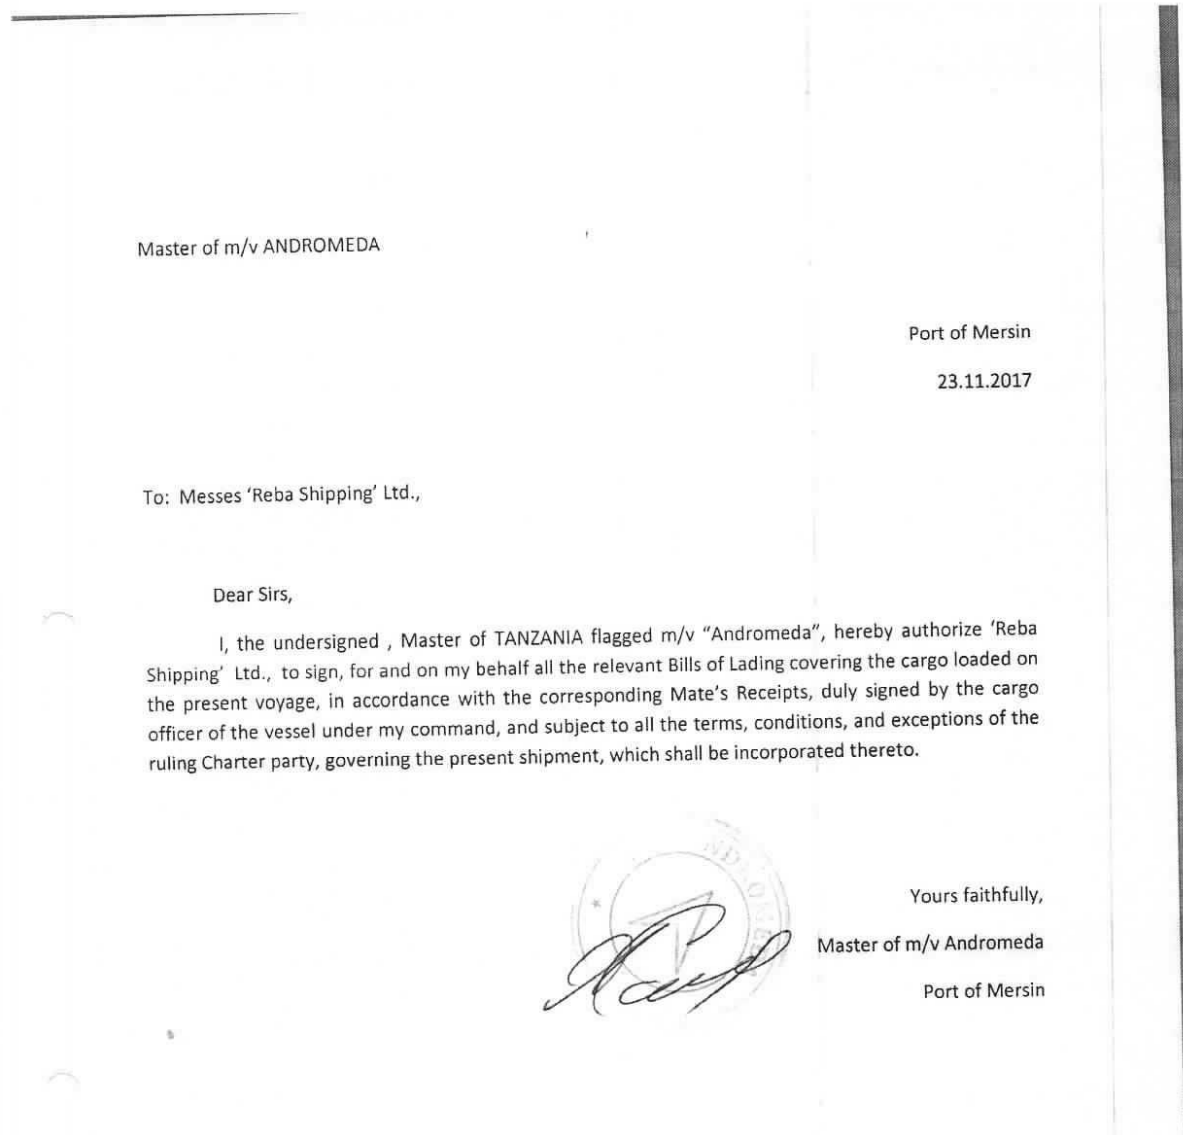 Master of m/v ANDROMEDA
Port of Mersin
23.11.2017
To: Messes ‘Reba Shipping’ Ltd.,
Dear Sirs,
I, the undersigned , Master of TANZANIA flagged m/v “Andromeda”, hereby authorize ‘Reba
Shipping’ Ltd., to sign, for and on my behalf all the relevant Bills of Lading covering the cargo loaded on
the present voyage, in accordance with the corresponding Mate’s Receipts, duly signed by the cargo
officer of the vessel under my command, and subject to all the terms, conditions, and exceptions of the
ruling Charter party, governing the present shipment, which shall be incorporated thereto.
Yours faithfully,
Master of m/v Andromeda
Port of Mersin